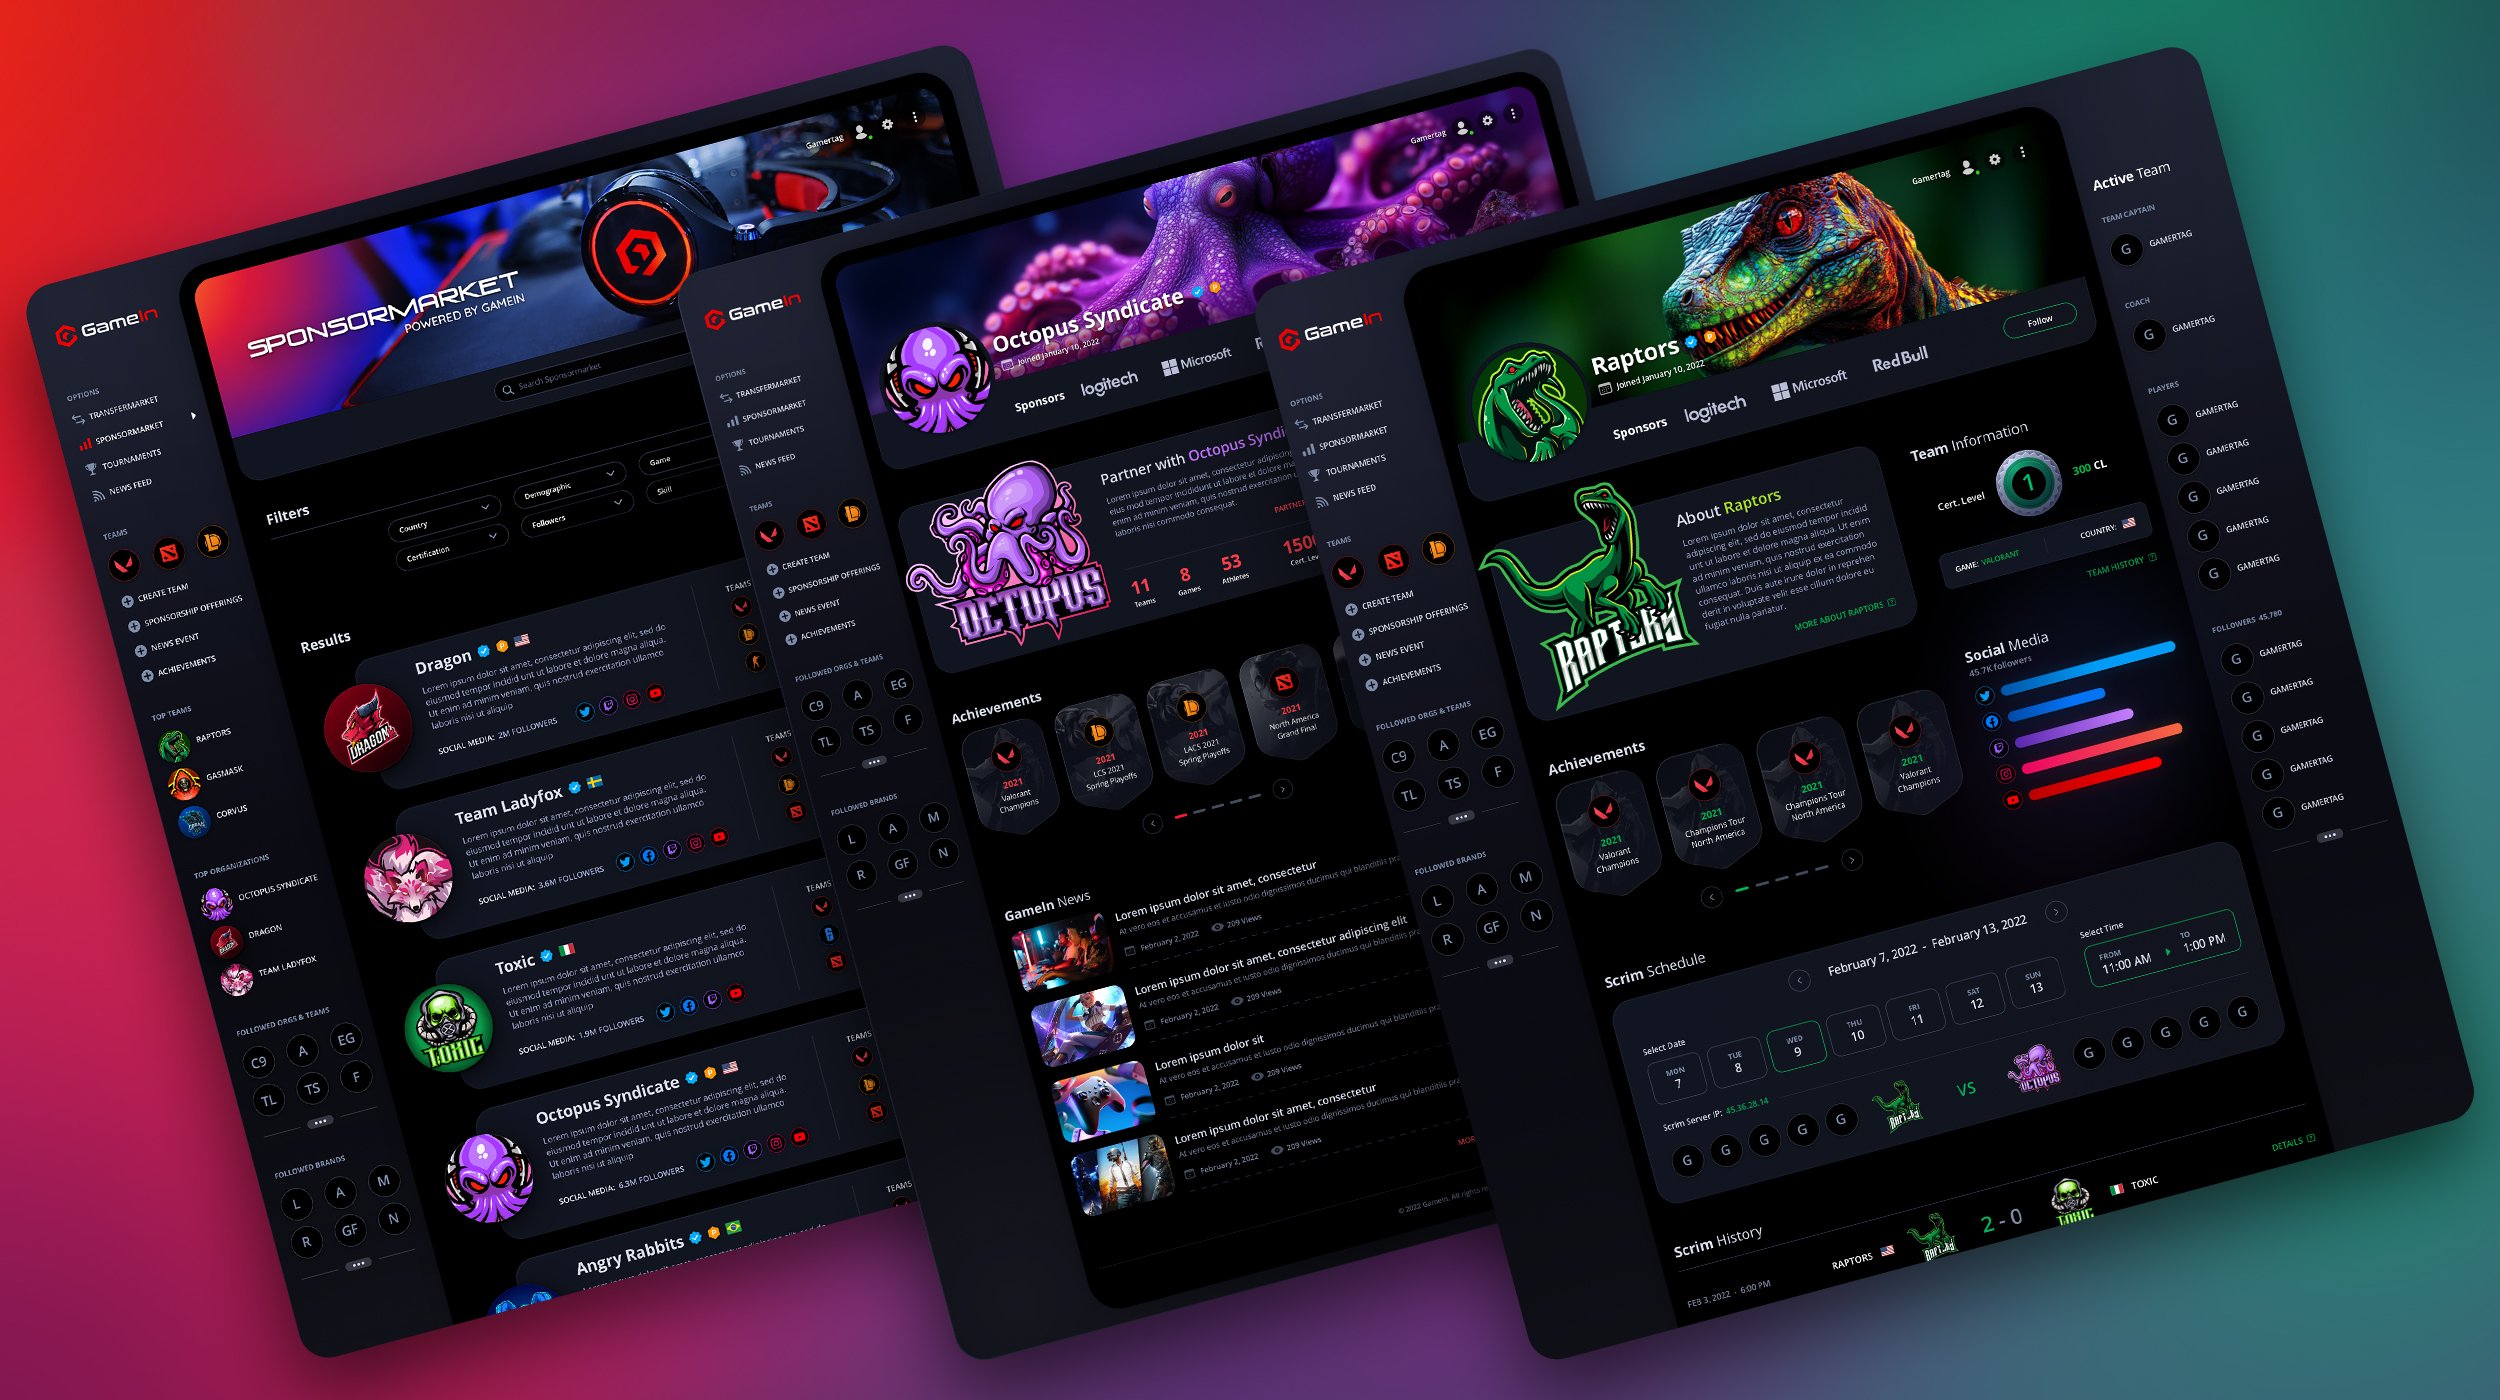 GameIn
OPTIONS
TRANSFERMARKET
SPONSORMARKET
TOURNAMENTS
NEWS FEED
TEAMS
CREATE TEAM
SPONSORSHIP OFFERINGS
NEWS EVENT
ACHIEVEMENTS
TOP TEAMS
RAPTORS
GASMASK
CORVUS
TOP ORGANIZATIONS
OCTOPUS SYNDICATE
DRAGON
TEAM LADYFOX
FOLLOWED ORGS & TEAMS
C9 A EG
TL TS F
FOLLOWED BRANDS
L A M
R GF N
Gamertag
SPONSORMARKET
POWERED BY GAMEIN
Search Sponsormarket
Filters
Country
Demographic
Game
Certification
Followers
Skill
Results
Dragon
Lorem ipsum dolor sit amet, consectetur adipiscing elit, sed do
eiusmod tempor incidid unt ut labore et dolore magna aliqua.
Ut enim ad minim veniam, quis nostrud exercitation ullamco
laboris nisi ut aliquip
SOCIAL MEDIA: 2M FOLLOWERS
TEAMS
DRAGON
Team Ladyfox
Lorem ipsum dolor sit amet, consectetur adipiscing elit, sed do
eiusmod tempor incidid unt ut labore et dolore magna aliqua.
Ut enim ad minim veniam, quis nostrud exercitation ullamco
laboris nisi ut aliquip
SOCIAL MEDIA: 3.6M FOLLOWERS
TEAMS
Toxic
Lorem ipsum dolor sit amet, consectetur adipiscing elit, sed do
eiusmod tempor incidid unt ut labore et dolore magna aliqua.
Ut enim ad minim veniam, quis nostrud exercitation ullamco
laboris nisi ut aliquip
SOCIAL MEDIA: 1.9M FOLLOWERS
TEAMS
TOXIC
Octopus Syndicate
Lorem ipsum dolor sit amet, consectetur adipiscing elit, sed do
eiusmod tempor incidid unt ut labore et dolore magna aliqua.
Ut enim ad minim veniam, quis nostrud exercitation ullamco
laboris nisi ut aliquip
SOCIAL MEDIA: 6.3M FOLLOWERS
TEAMS
Angry Rabbits
TEAMS
GameIn
OPTIONS
TRANSFERMARKET
SPONSORMARKET
TOURNAMENTS
NEWS FEED
TEAMS
CREATE TEAM
SPONSORSHIP OFFERINGS
NEWS EVENT
ACHIEVEMENTS
FOLLOWED ORGS & TEAMS
C9 A EG
TL TS F
FOLLOWED BRANDS
L A M
R GF N
Gamertag
Octopus Syndicate
Joined January 10, 2022
Sponsors logitech Microsoft
Partner with Octopus Syndi
Lorem ipsum dolor sit amet, consectetur adipiscing
eius mod tempor incididunt ut labore et dolore magna
enim ad minim veniam, quis nostrud exercitation
laboris nisi commodo consequat.
OCTOPUS
11 Teams
8 Games
53 Athletes
1500
Cert. Lev
Achievements
2021
Valorant
Champions
2021
LCS 2021
Spring Playoffs
2021
LACS 2021
Spring Playoffs
2021
North America
Grand Final
GameIn News
Lorem ipsum dolor sit amet, consectetur
At vero eos et accusamus et iusto odio dignissimos ducimus qui blanditiis
February 2, 2022 209 Views
Lorem ipsum dolor sit amet, consectetur adipiscing elit
At vero eos et accusamus et iusto odio dignissimos ducimus qui blanditiis
February 2, 2022 209 Views
Lorem ipsum dolor sit
At vero eos et accusamus et iusto odio dignissimos ducimus qui blanditiis
February 2, 2022 209 Views
Lorem ipsum dolor sit amet, consectetur
At vero eos et accusamus et iusto odio dignissimos ducimus qui blanditiis
February 2, 2022 209 Views
© 2022 GameIn. All rights
GameIn
OPTIONS
TRANSFERMARKET
SPONSORMARKET
TOURNAMENTS
NEWS FEED
TEAMS
CREATE TEAM
SPONSORSHIP OFFERINGS
NEWS EVENT
ACHIEVEMENTS
FOLLOWED ORGS & TEAMS
C9 A EG
TL TS F
FOLLOWED BRANDS
L A M
R GF N
Gamertag
Raptors
Joined January 10, 2022
Follow
Sponsors logitech Microsoft Red Bull
About Raptors
Lorem ipsum dolor sit amet, consectetur
adipiscing elit, sed do eiusmod tempor incidid
unt ut labore et dolore magna aliqua. Ut enim
ad minim veniam, quis nostrud exercitation
ullamco laboris nisi ut aliquip ex ea commodo
consequat. Duis aute irure dolor in reprehen
derit in voluptate velit esse cillum dolore eu
fugiat nulla pariatur.
MORE ABOUT RAPTORS
RAPTORS
Team Information
Cert. Level 1 300 CL
GAME: VALORANT COUNTRY:
TEAM HISTORY
Social Media
45.7K followers
Achievements
2021
Valorant
Champions
2021
Champions Tour
North America
2021
Champions Tour
North America
2021
Valorant
Champions
Scrim Schedule
February 7, 2022 - February 13, 2022
Select Date
MON 7
TUE 8
WED 9
THU 10
FRI 11
SAT 12
SUN 13
Select Time
FROM 11:00 AM
TO 1:00 PM
Scrim Server IP: 45.36.28.14
G G G G G
RAPTORS
VS
OCTOPUS
G G G G G
Scrim History
DETAILS
FEB 3, 2022 - 6:00 PM
RAPTORS
2 - 0
TOXIC
Active Team
TEAM CAPTAIN
G GAMERTAG
COACH
G GAMERTAG
PLAYERS
G GAMERTAG
G GAMERTAG
G GAMERTAG
G GAMERTAG
G GAMERTAG
FOLLOWERS 45,780
G GAMERTAG
G GAMERTAG
G GAMERTAG
G GAMERTAG
G GAMERTAG